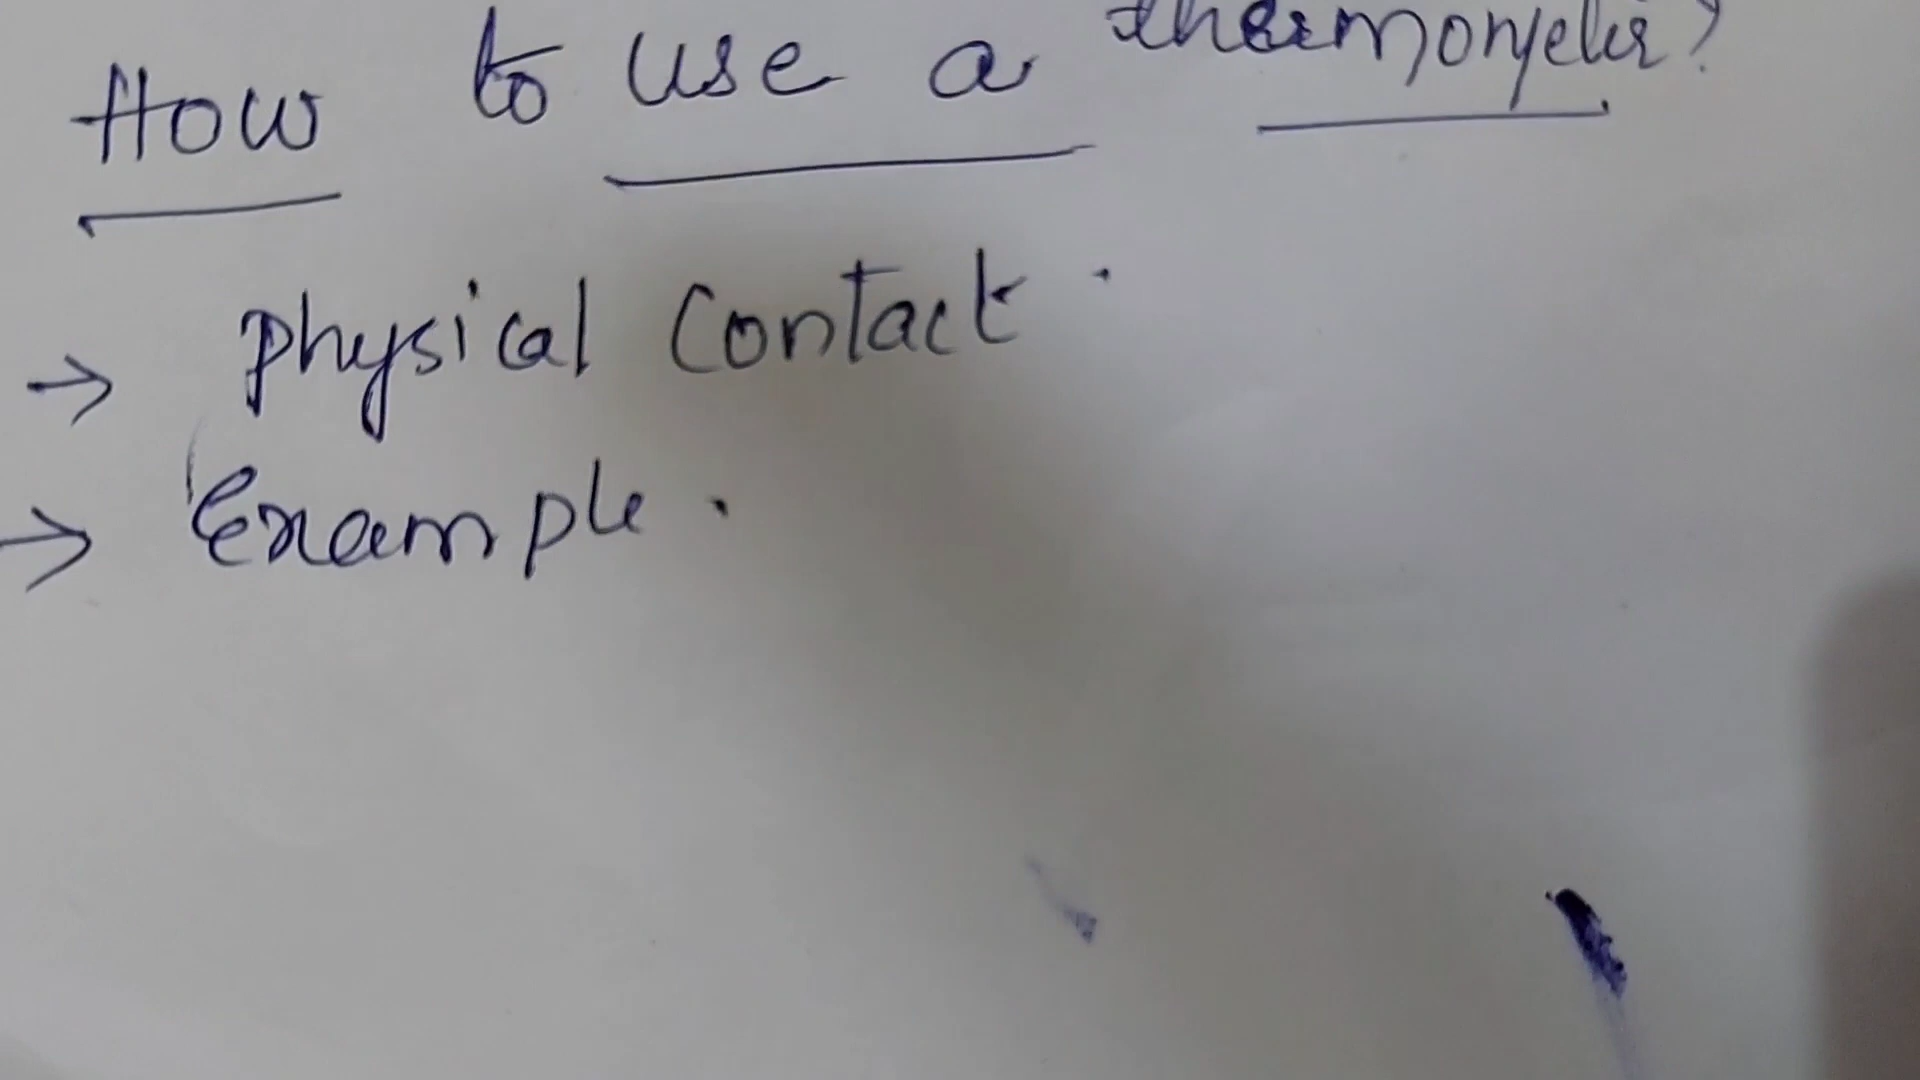 How to use a thermometer?
→ Physical Contact.
→ Example.